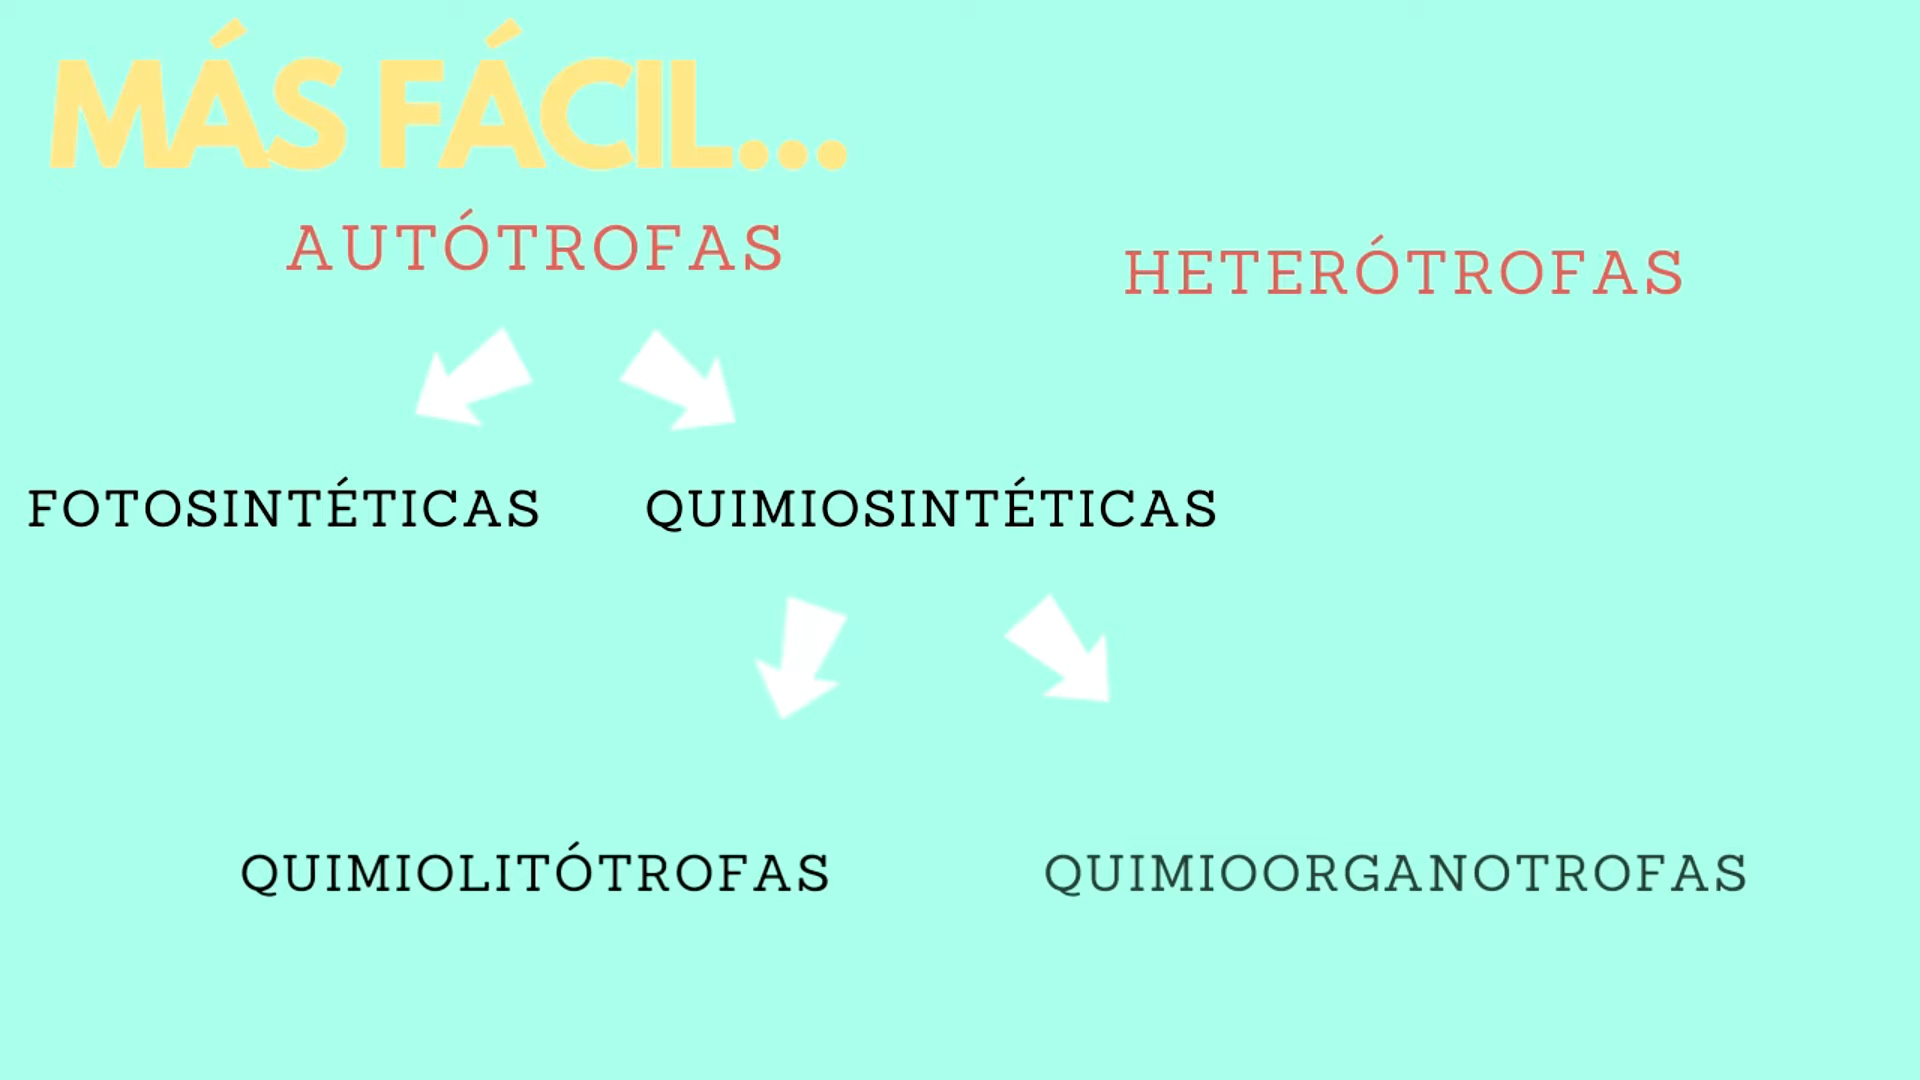 MÁS FÁCIL...
AUTÓTROFAS
HETERÓTROFAS
FOTOSINTÉTICAS
QUIMIOSINTÉTICAS
QUIMIOLITÓTROFAS
QUIMIOORGANOTROFAS